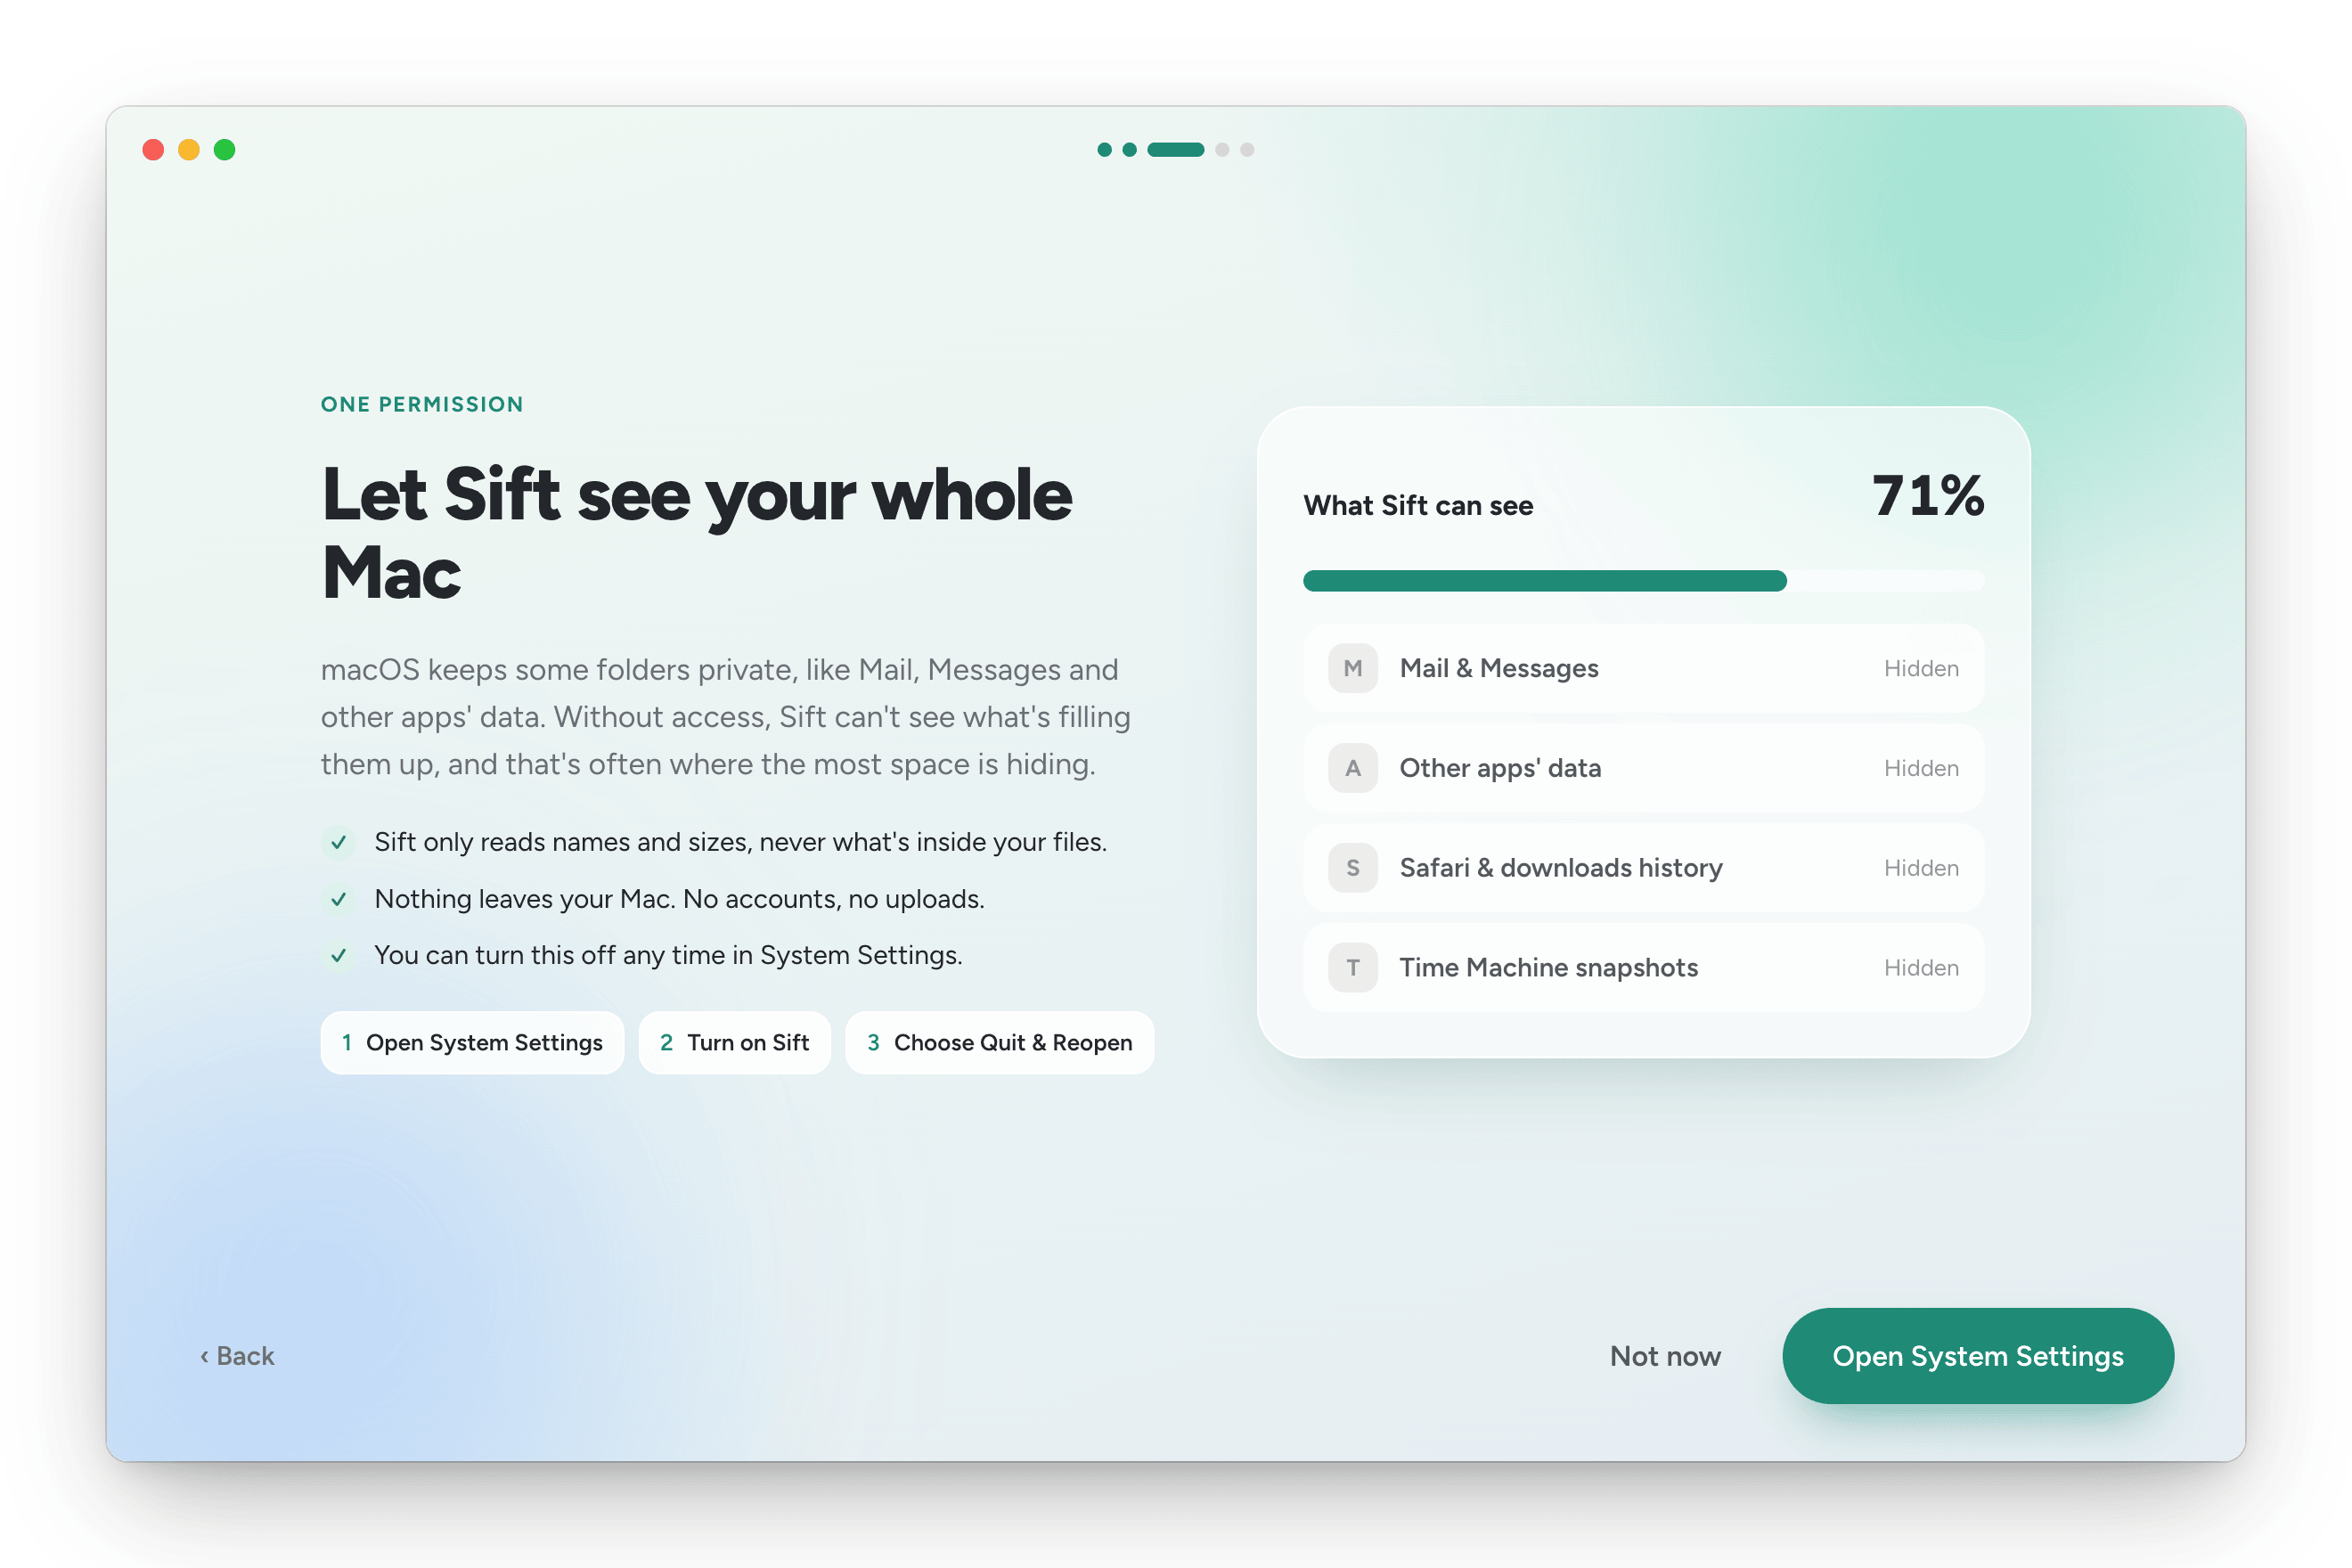 ONE PERMISSION
Let Sift see your whole
Mac
macOS keeps some folders private, like Mail, Messages and
other apps' data. Without access, Sift can't see what's filling
them up, and that's often where the most space is hiding.
Sift only reads names and sizes, never what's inside your files.
Nothing leaves your Mac. No accounts, no uploads.
You can turn this off any time in System Settings.
1 Open System Settings
2 Turn on Sift
3 Choose Quit & Reopen
What Sift can see
71%
M Mail & Messages Hidden
A Other apps' data Hidden
S Safari & downloads history Hidden
T Time Machine snapshots Hidden
‹ Back
Not now
Open System Settings